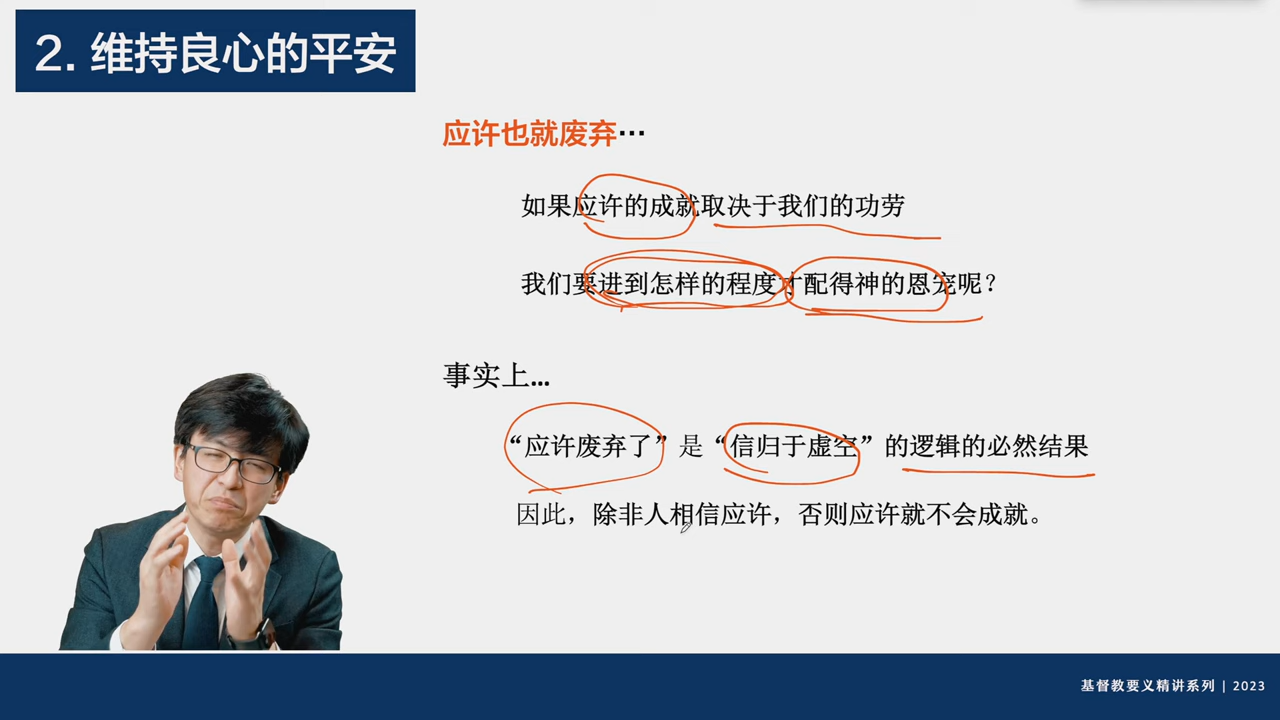 2. 维持良心的平安
应许也就废弃…
如果应许的成就取决于我们的功劳
我们要进到怎样的程度才配得神的恩宠呢？
事实上...
“应许废弃了”是“信归于虚空”的逻辑的必然结果
因此，除非人相信应许，否则应许就不会成就。
基督教要义精讲系列 | 2023